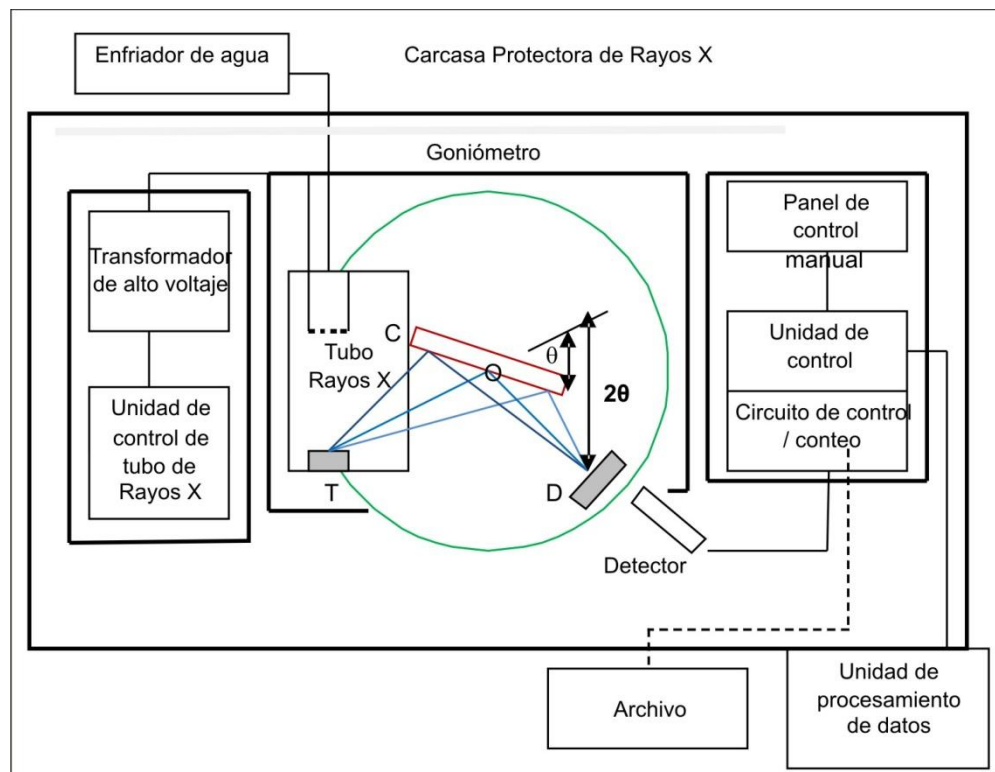 Enfriador de agua
Carcasa Protectora de Rayos X
Goniómetro
Transformador
de alto voltaje
Unidad de
control de
tubo de
Rayos X
Tubo
Rayos X
C
O
θ
2θ
T
D
Detector
Panel de
control
manual
Unidad de
control
Circuito de control
/ conteo
Archivo
Unidad de
procesamiento
de datos